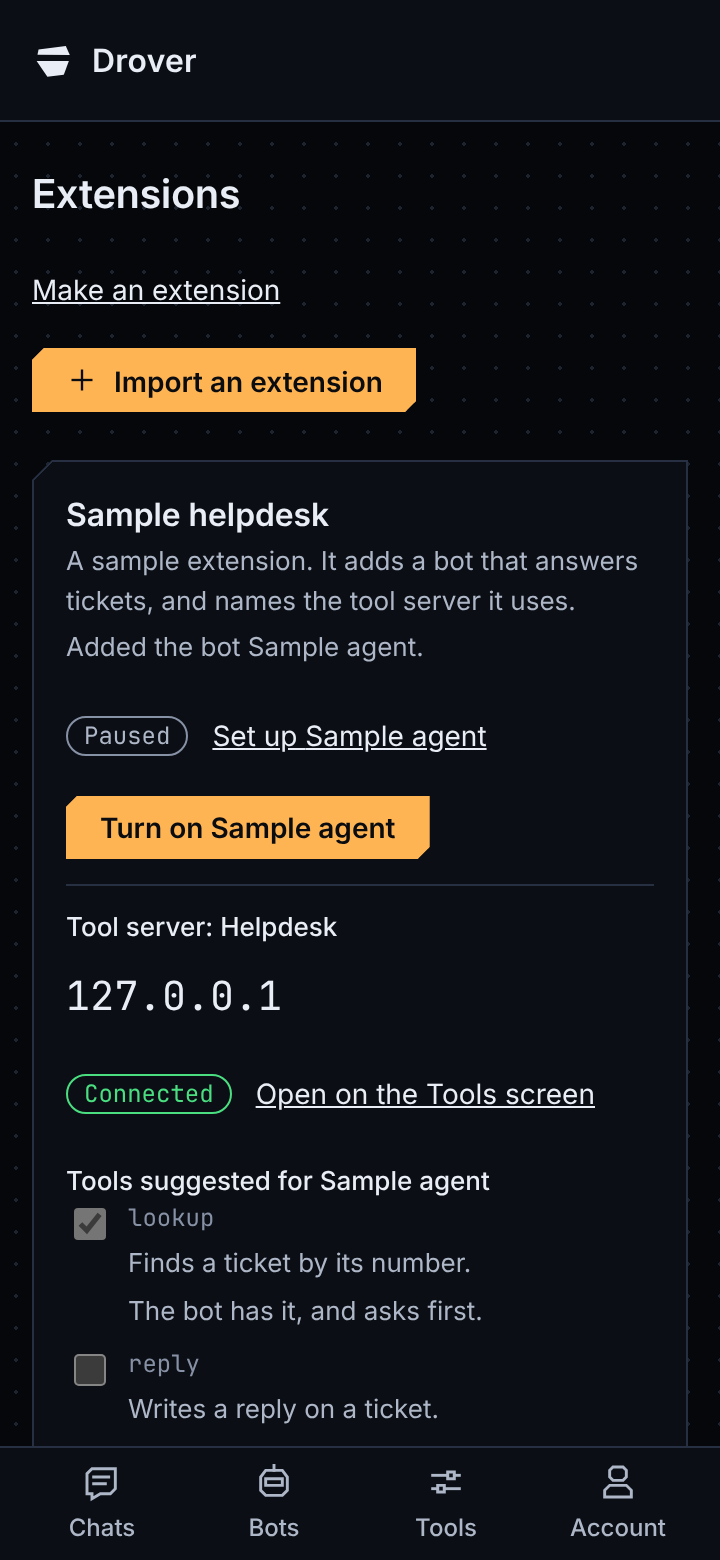 Drover
Extensions
Make an extension
Import an extension
Sample helpdesk
A sample extension. It adds a bot that answers
tickets, and names the tool server it uses.
Added the bot Sample agent.
Paused
Set up Sample agent
Turn on Sample agent
Tool server: Helpdesk
127.0.0.1
Connected
Open on the Tools screen
Tools suggested for Sample agent
lookup
Finds a ticket by its number.
The bot has it, and asks first.
reply
Writes a reply on a ticket.
Chats
Bots
Tools
Account